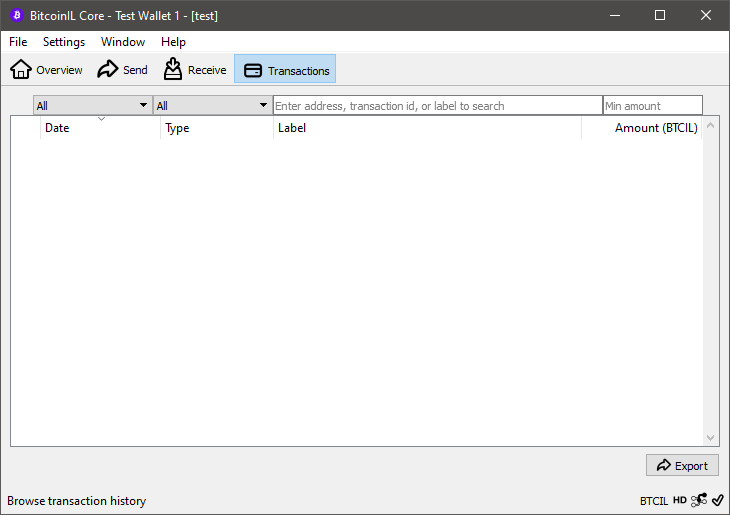 BitcoinIL Core - Test Wallet 1 - [test]
File Settings Window Help
Overview Send Receive Transactions
All All Enter address, transaction id, or label to search Min amount
Date Type Label Amount (BTCIL)
Export
Browse transaction history BTCIL HD